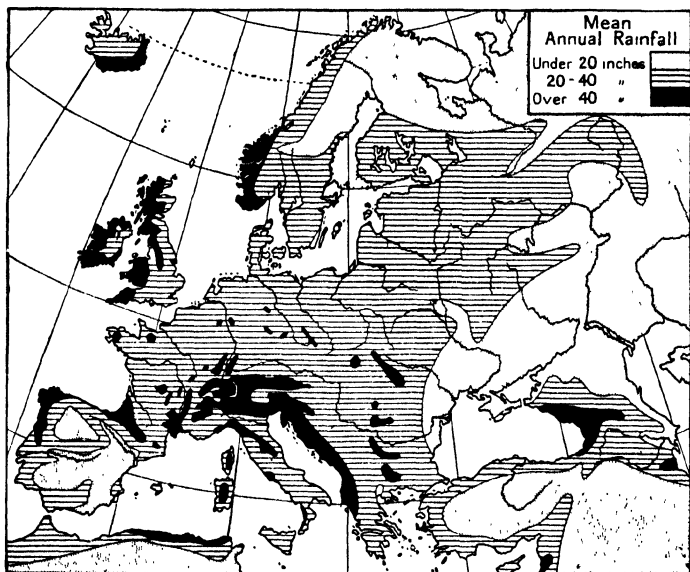 Mean
Annual Rainfall
Under 20 inches
20-40 "
Over 40 "